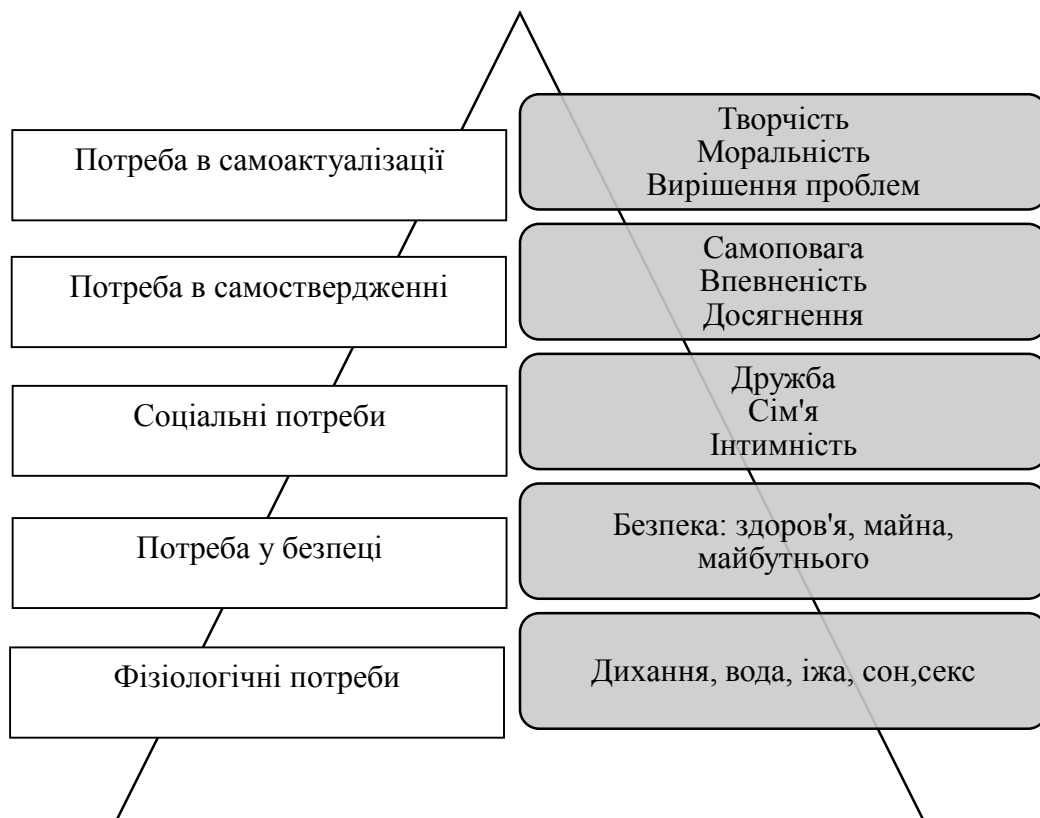 Потреба в самоактуалізації
Творчість
Моральність
Вирішення проблем
Потреба в самоствердженні
Самоповага
Впевненість
Досягнення
Соціальні потреби
Дружба
Сім'я
Інтимність
Потреба у безпеці
Безпека: здоров'я, майна,
майбутнього
Фізіологічні потреби
Дихання, вода, іжа, сон,секс